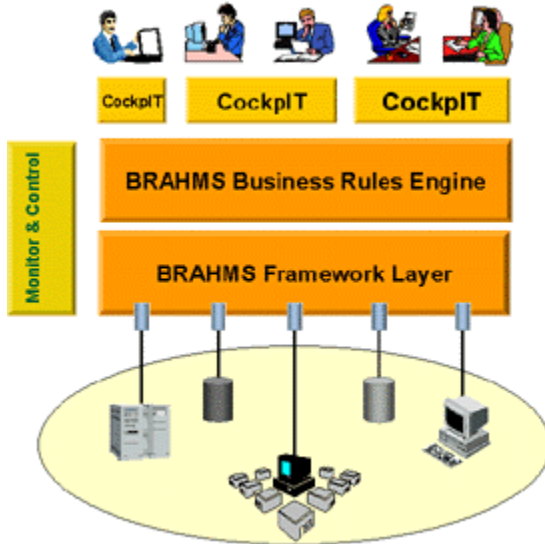 CockpIT
CockpIT
CockpIT
Monitor & Control
BRAHMS Business Rules Engine
BRAHMS Framework Layer